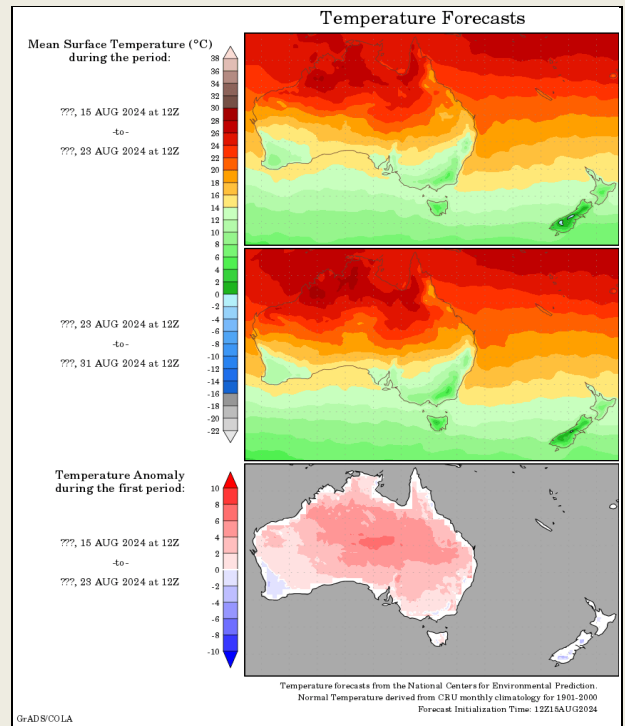 Temperature Forecasts
Mean Surface Temperature (°C)
during the period:
???, 15 AUG 2024 at 12Z
-to-
???, 23 AUG 2024 at 12Z
38
36
34
32
30
28
26
24
22
20
18
16
14
12
10
8
6
4
2
0
-2
-4
-6
-8
-10
-12
-14
-16
-18
-20
-22
???, 23 AUG 2024 at 12Z
-to-
???, 31 AUG 2024 at 12Z
Temperature Anomaly
during the first period:
???, 15 AUG 2024 at 12Z
-to-
???, 23 AUG 2024 at 12Z
10
8
6
4
2
0
-2
-4
-6
-8
-10
Temperature forecasts from the National Centers for Environmental Prediction.
Normal Temperature derived from CRU monthly climatology for 1901-2000
Forecast Initialization Time: 12Z15AUG2024
GrADS/COLA